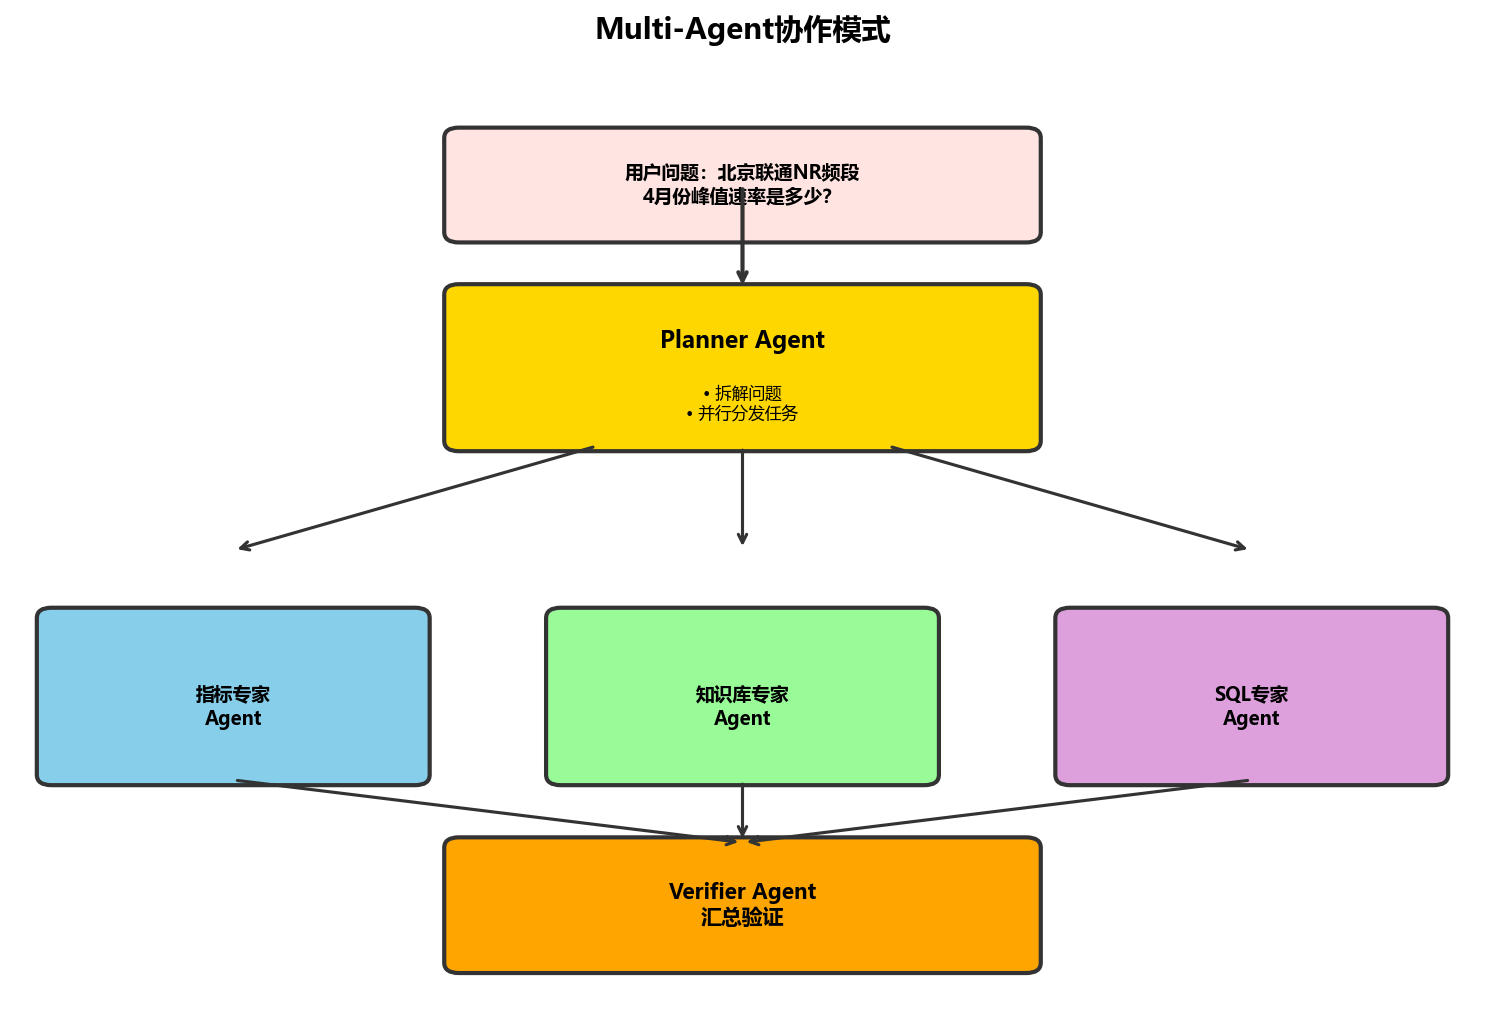 Multi-Agent协作模式
用户问题：北京联通NR频段
4月份峰值速率是多少?
Planner Agent
• 拆解问题
• 并行分发任务
指标专家
Agent
知识库专家
Agent
SQL专家
Agent
Verifier Agent
汇总验证